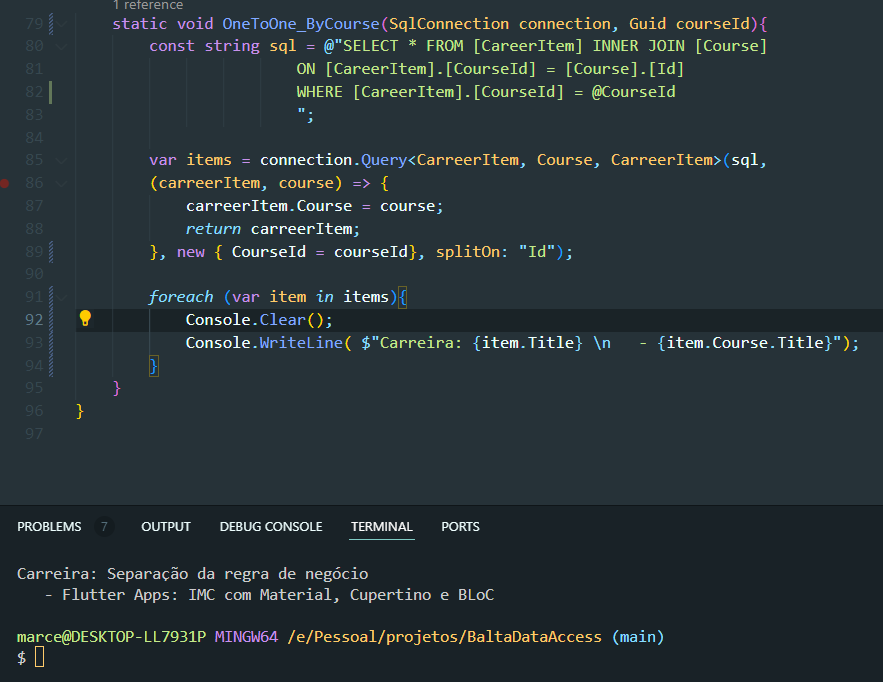 1 reference
79 static void OneToOne_ByCourse(SqlConnection connection, Guid courseId){
80 const string sql = @"SELECT * FROM [CareerItem] INNER JOIN [Course]
81 ON [CareerItem].[CourseId] = [Course].[Id]
82 WHERE [CareerItem].[CourseId] = @CourseId
83 ";
84
85 var items = connection.Query<CarreerItem, Course, CarreerItem>(sql,
86 (carreerItem, course) => {
87 carreerItem.Course = course;
88 return carreerItem;
89 }, new { CourseId = courseId}, splitOn: "Id");
90
91 foreach (var item in items){
92 Console.Clear();
93 Console.WriteLine( $"Carreira: {item.Title} \n   - {item.Course.Title}");
94 }
95 }
96 }
97
PROBLEMS 7 OUTPUT DEBUG CONSOLE TERMINAL PORTS
Carreira: Separação da regra de negócio
- Flutter Apps: IMC com Material, Cupertino e BLoC
marce@DESKTOP-LL7931P MINGW64 /e/Pessoal/projetos/BaltaDataAccess (main)
$